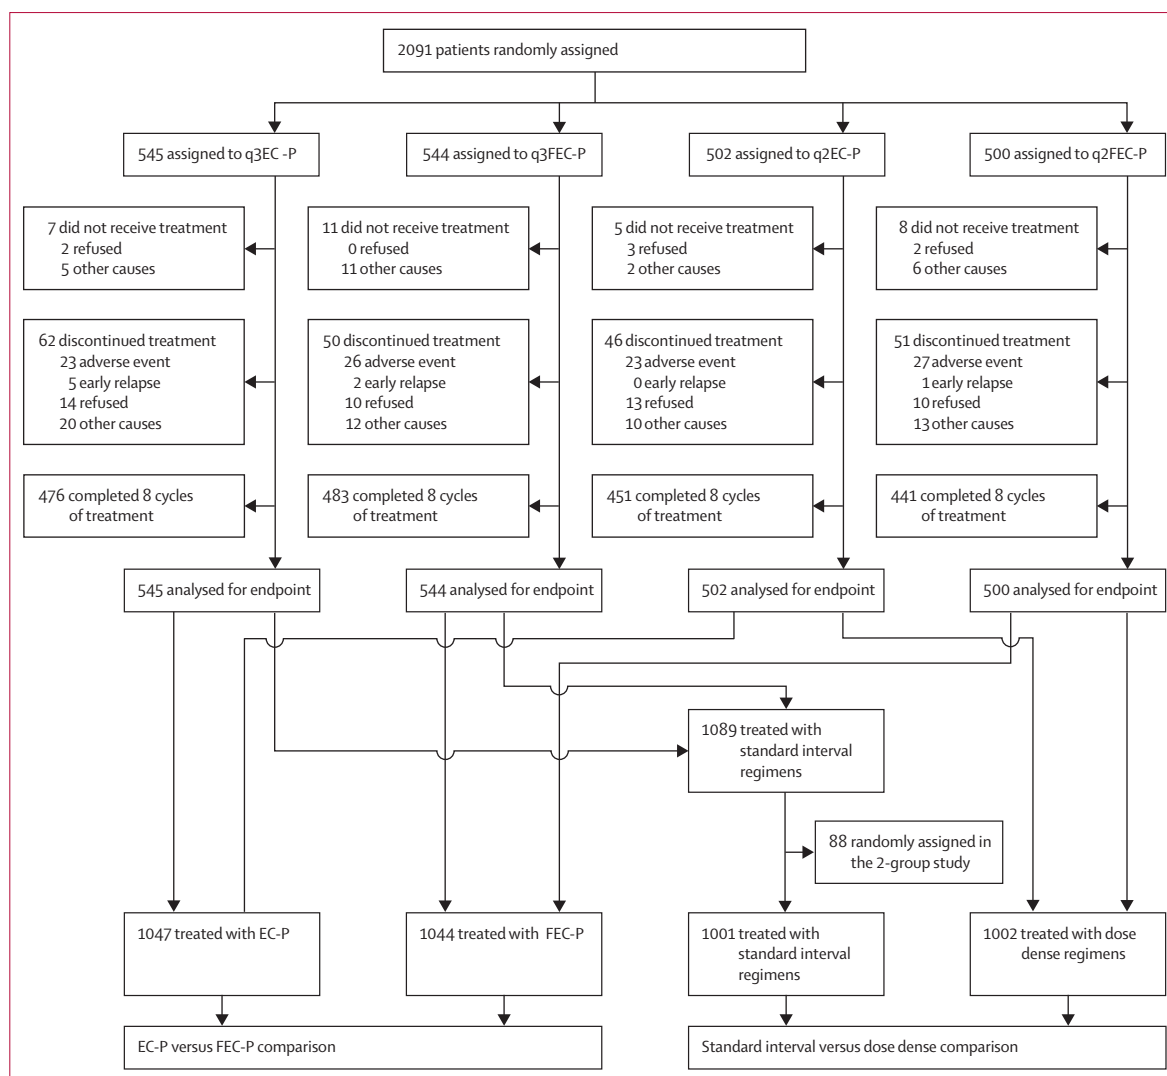 2091 patients randomly assigned
545 assigned to q3EC -P
544 assigned to q3FEC-P
502 assigned to q2EC-P
500 assigned to q2FEC-P
7 did not receive treatment
2 refused
5 other causes
11 did not receive treatment
0 refused
11 other causes
5 did not receive treatment
3 refused
2 other causes
8 did not receive treatment
2 refused
6 other causes
62 discontinued treatment
23 adverse event
5 early relapse
14 refused
20 other causes
50 discontinued treatment
26 adverse event
2 early relapse
10 refused
12 other causes
46 discontinued treatment
23 adverse event
0 early relapse
13 refused
10 other causes
51 discontinued treatment
27 adverse event
1 early relapse
10 refused
13 other causes
476 completed 8 cycles
of treatment
483 completed 8 cycles
of treatment
451 completed 8 cycles
of treatment
441 completed 8 cycles
of treatment
545 analysed for endpoint
544 analysed for endpoint
502 analysed for endpoint
500 analysed for endpoint
1089 treated with
standard interval
regimens
88 randomly assigned in
the 2-group study
1047 treated with EC-P
1044 treated with FEC-P
1001 treated with
standard interval
regimens
1002 treated with dose
dense regimens
EC-P versus FEC-P comparison
Standard interval versus dose dense comparison